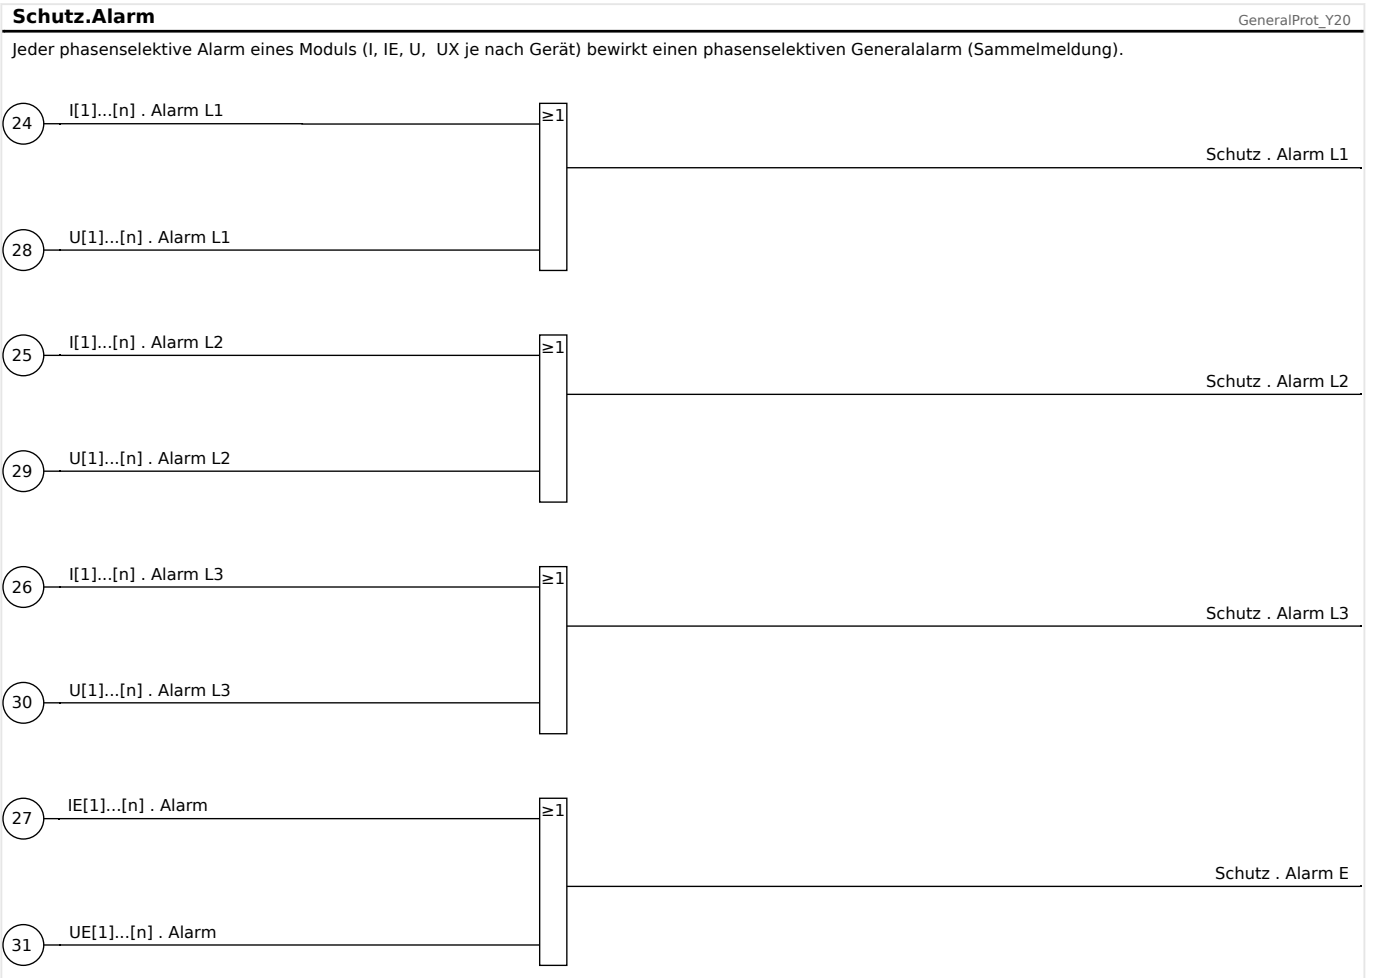 Schutz.Alarm
GeneralProt_Y20
Jeder phasenselektive Alarm eines Moduls (I, IE, U,  UX je nach Gerät) bewirkt einen phasenselektiven Generalalarm (Sammelmeldung).
24
I[1]...[n] . Alarm L1
≥1
Schutz . Alarm L1
28
U[1]...[n] . Alarm L1
25
I[1]...[n] . Alarm L2
≥1
Schutz . Alarm L2
29
U[1]...[n] . Alarm L2
26
I[1]...[n] . Alarm L3
≥1
Schutz . Alarm L3
30
U[1]...[n] . Alarm L3
27
IE[1]...[n] . Alarm
≥1
Schutz . Alarm E
31
UE[1]...[n] . Alarm